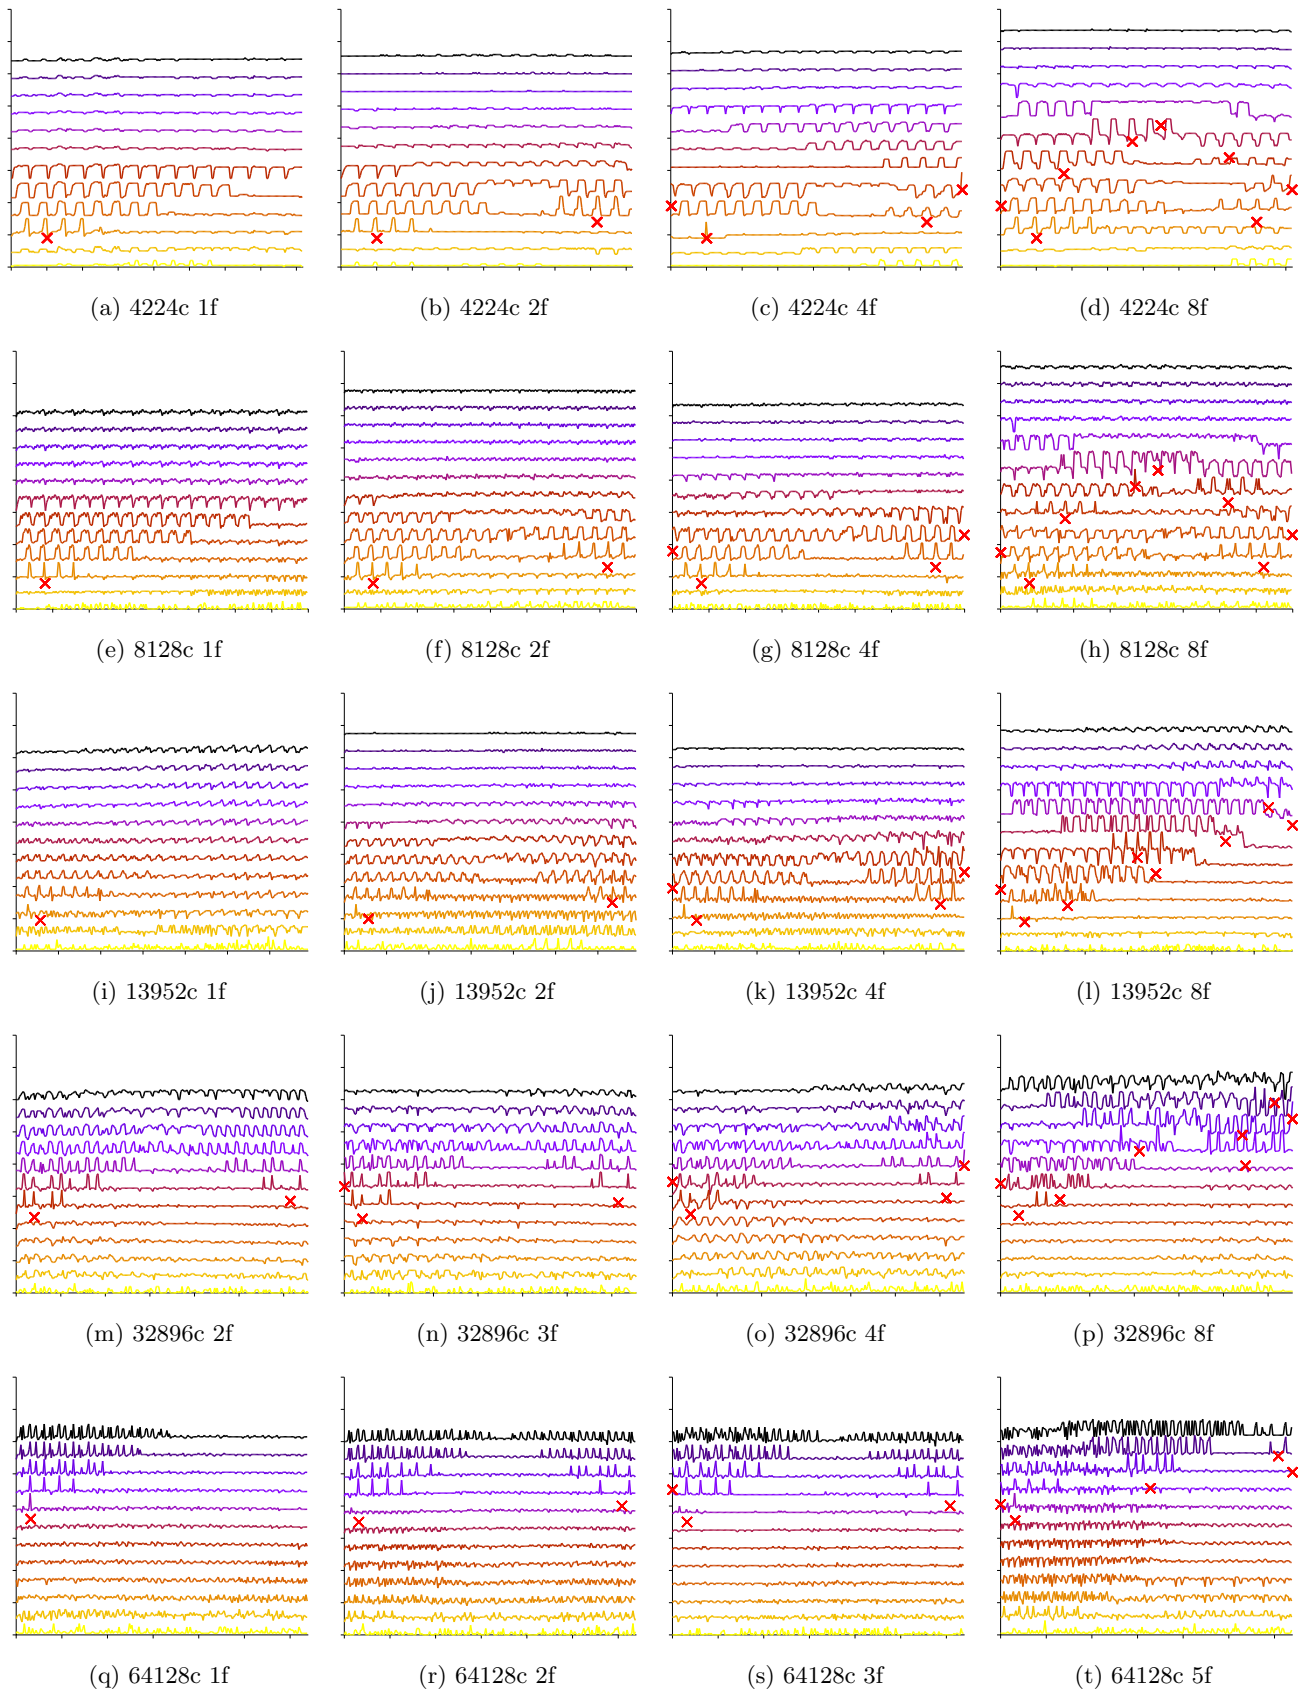 (a) 4224c 1f (b) 4224c 2f (c) 4224c 4f (d) 4224c 8f
(e) 8128c 1f (f) 8128c 2f (g) 8128c 4f (h) 8128c 8f
(i) 13952c 1f (j) 13952c 2f (k) 13952c 4f (l) 13952c 8f
(m) 32896c 2f (n) 32896c 3f (o) 32896c 4f (p) 32896c 8f
(q) 64128c 1f (r) 64128c 2f (s) 64128c 3f (t) 64128c 5f